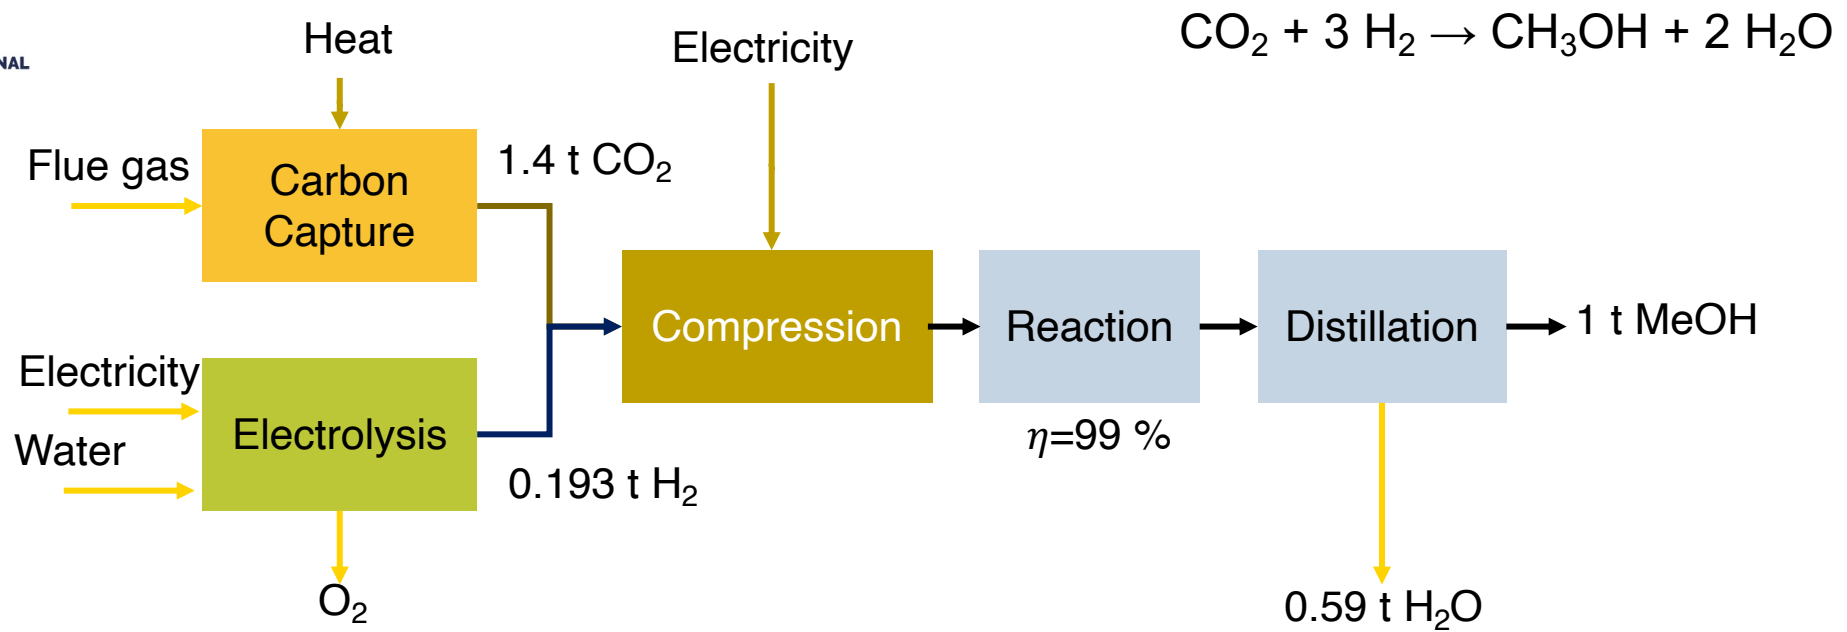 Heat
Electricity
CO₂ + 3 H₂ → CH₃OH + 2 H₂O
NAL
Flue gas
Carbon
Capture
1.4 t CO₂
Compression
Reaction
Distillation
1 t MeOH
Electricity
Water
Electrolysis
η=99 %
0.193 t H₂
O₂
0.59 t H₂O